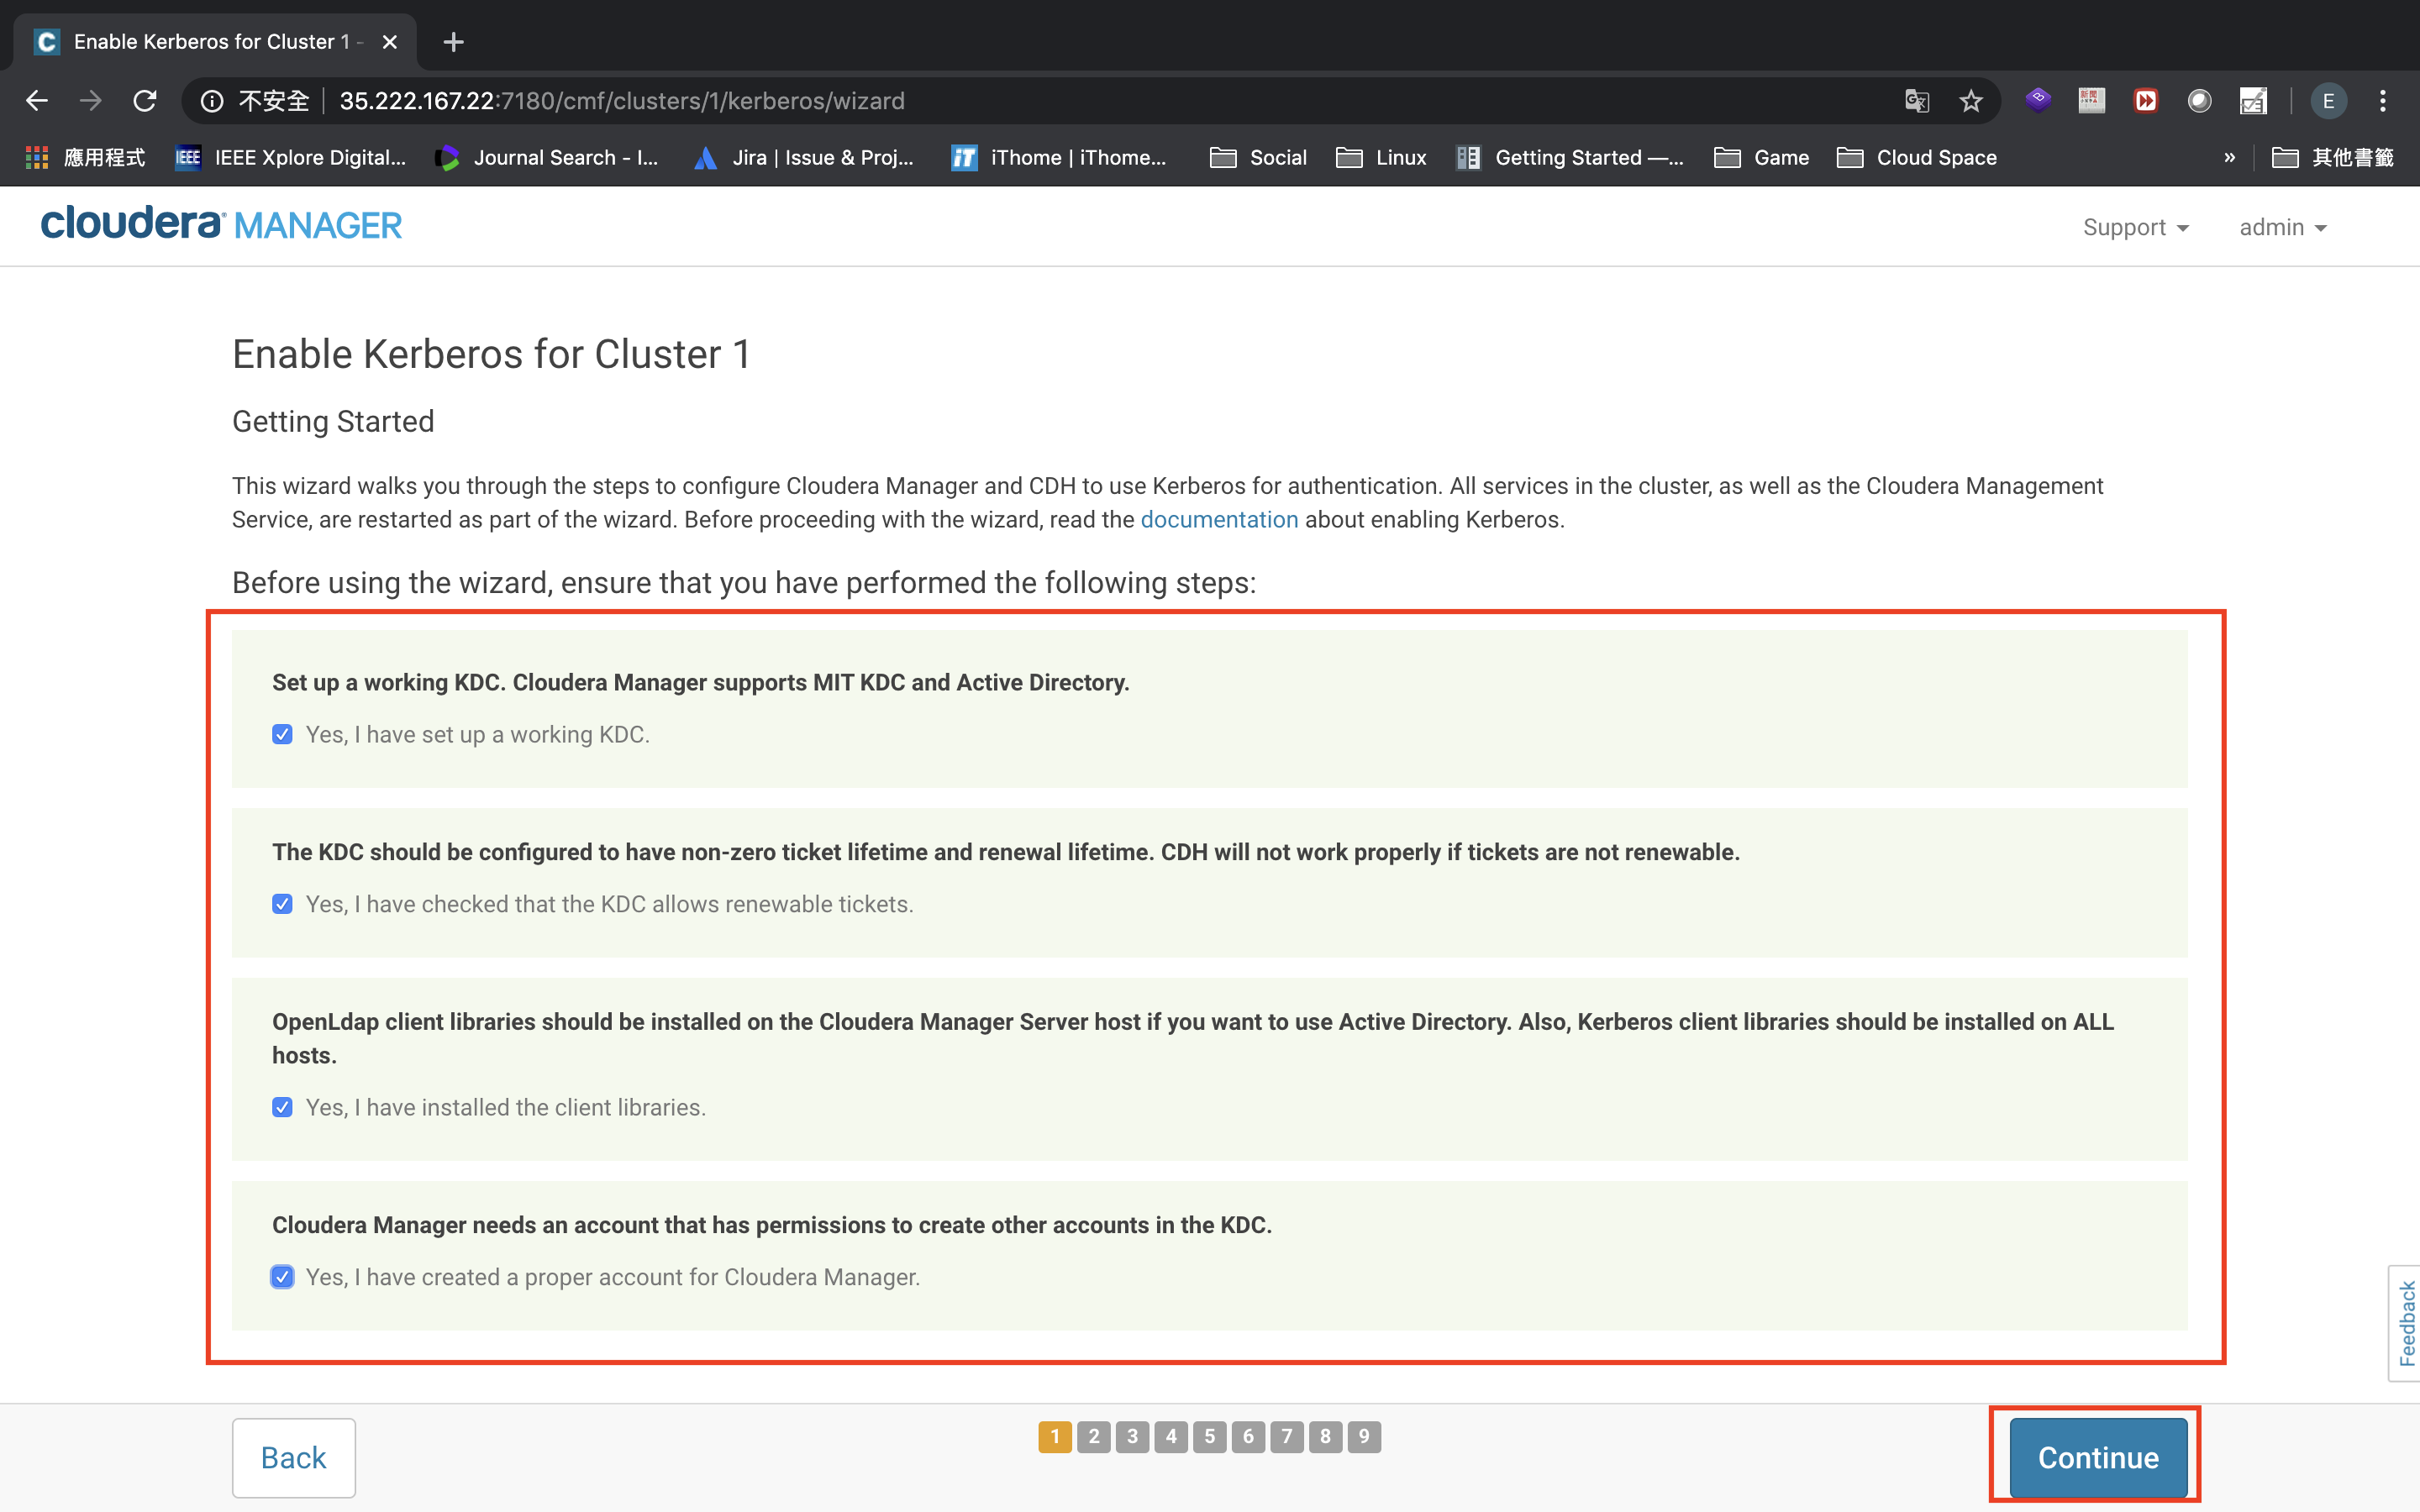 Enable Kerberos for Cluster 1 -
不安全 35.222.167.22:7180/cmf/clusters/1/kerberos/wizard
E
應用程式 IEEE IEEE Xplore Digital... Journal Search - I... Jira | Issue & Proj... iT iThome | iThome... Social Linux Getting Started —... Game Cloud Space » 其他書籤
cloudera MANAGER Support admin
Enable Kerberos for Cluster 1
Getting Started
This wizard walks you through the steps to configure Cloudera Manager and CDH to use Kerberos for authentication. All services in the cluster, as well as the Cloudera Management
Service, are restarted as part of the wizard. Before proceeding with the wizard, read the documentation about enabling Kerberos.
Before using the wizard, ensure that you have performed the following steps:
Set up a working KDC. Cloudera Manager supports MIT KDC and Active Directory.
Yes, I have set up a working KDC.
The KDC should be configured to have non-zero ticket lifetime and renewal lifetime. CDH will not work properly if tickets are not renewable.
Yes, I have checked that the KDC allows renewable tickets.
OpenLdap client libraries should be installed on the Cloudera Manager Server host if you want to use Active Directory. Also, Kerberos client libraries should be installed on ALL
hosts.
Yes, I have installed the client libraries.
Cloudera Manager needs an account that has permissions to create other accounts in the KDC.
Yes, I have created a proper account for Cloudera Manager.
Feedback
Back 1 2 3 4 5 6 7 8 9 Continue